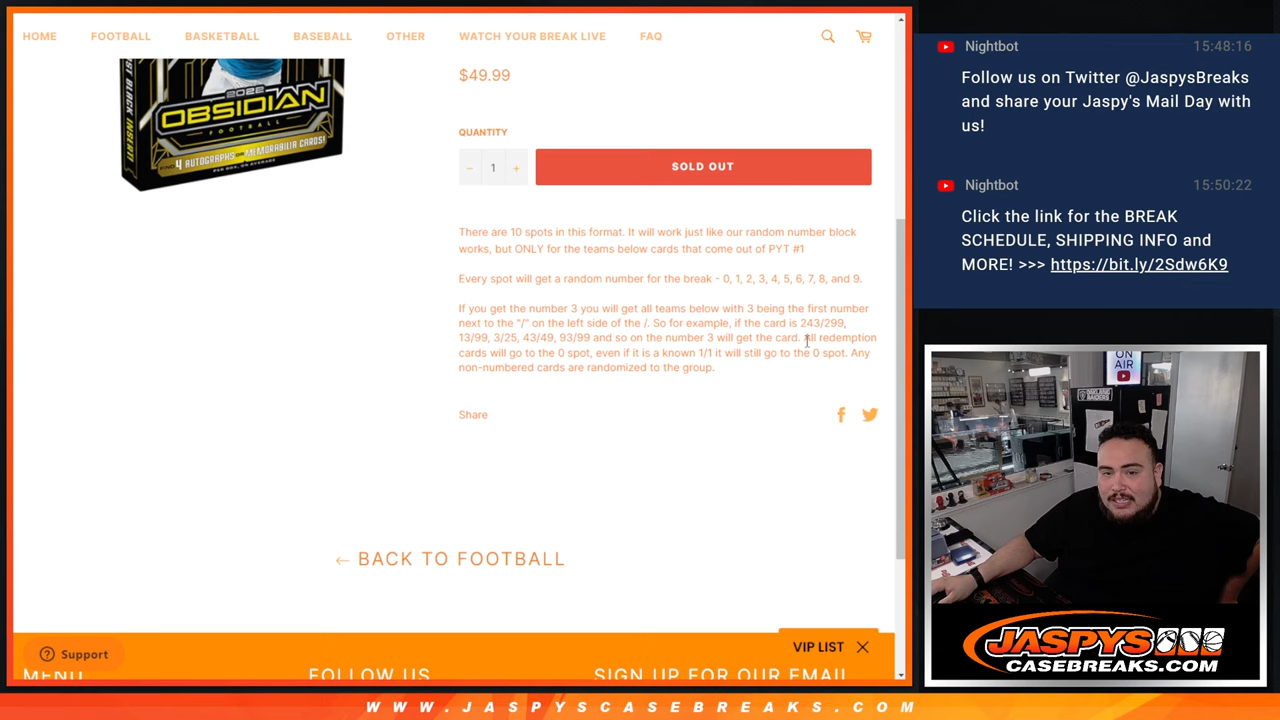 HOME FOOTBALL BASKETBALL BASEBALL OTHER WATCH YOUR BREAK LIVE FAQ
2022
OBSIDIAN
FOOTBALL
4 AUTOGRAPHS OR MEMORABILIA CARDS!
PER BOX, ON AVERAGE
$49.99
QUANTITY
− 1 +
SOLD OUT
There are 10 spots in this format. It will work just like our random number block
works, but ONLY for the teams below cards that come out of PYT #1
Every spot will get a random number for the break - 0, 1, 2, 3, 4, 5, 6, 7, 8, and 9.
If you get the number 3 you will get all teams below with 3 being the first number
next to the "/" on the left side of the /. So for example, if the card is 243/299,
13/99, 3/25, 43/49, 93/99 and so on the number 3 will get the card. All redemption
cards will go to the 0 spot, even if it is a known 1/1 it will still go to the 0 spot. Any
non-numbered cards are randomized to the group.
Share
← BACK TO FOOTBALL
Support
VIP LIST
MENU FOLLOW US SIGN UP FOR OUR EMAIL
Nightbot 15:48:16
Follow us on Twitter @JaspysBreaks
and share your Jaspy's Mail Day with
us!
Nightbot 15:50:22
Click the link for the BREAK
SCHEDULE, SHIPPING INFO and
MORE! >>> https://bit.ly/2Sdw6K9
ON
AIR
JASPYS
CASEBREAKS.COM
WWW.JASPYSCASEBREAKS.COM